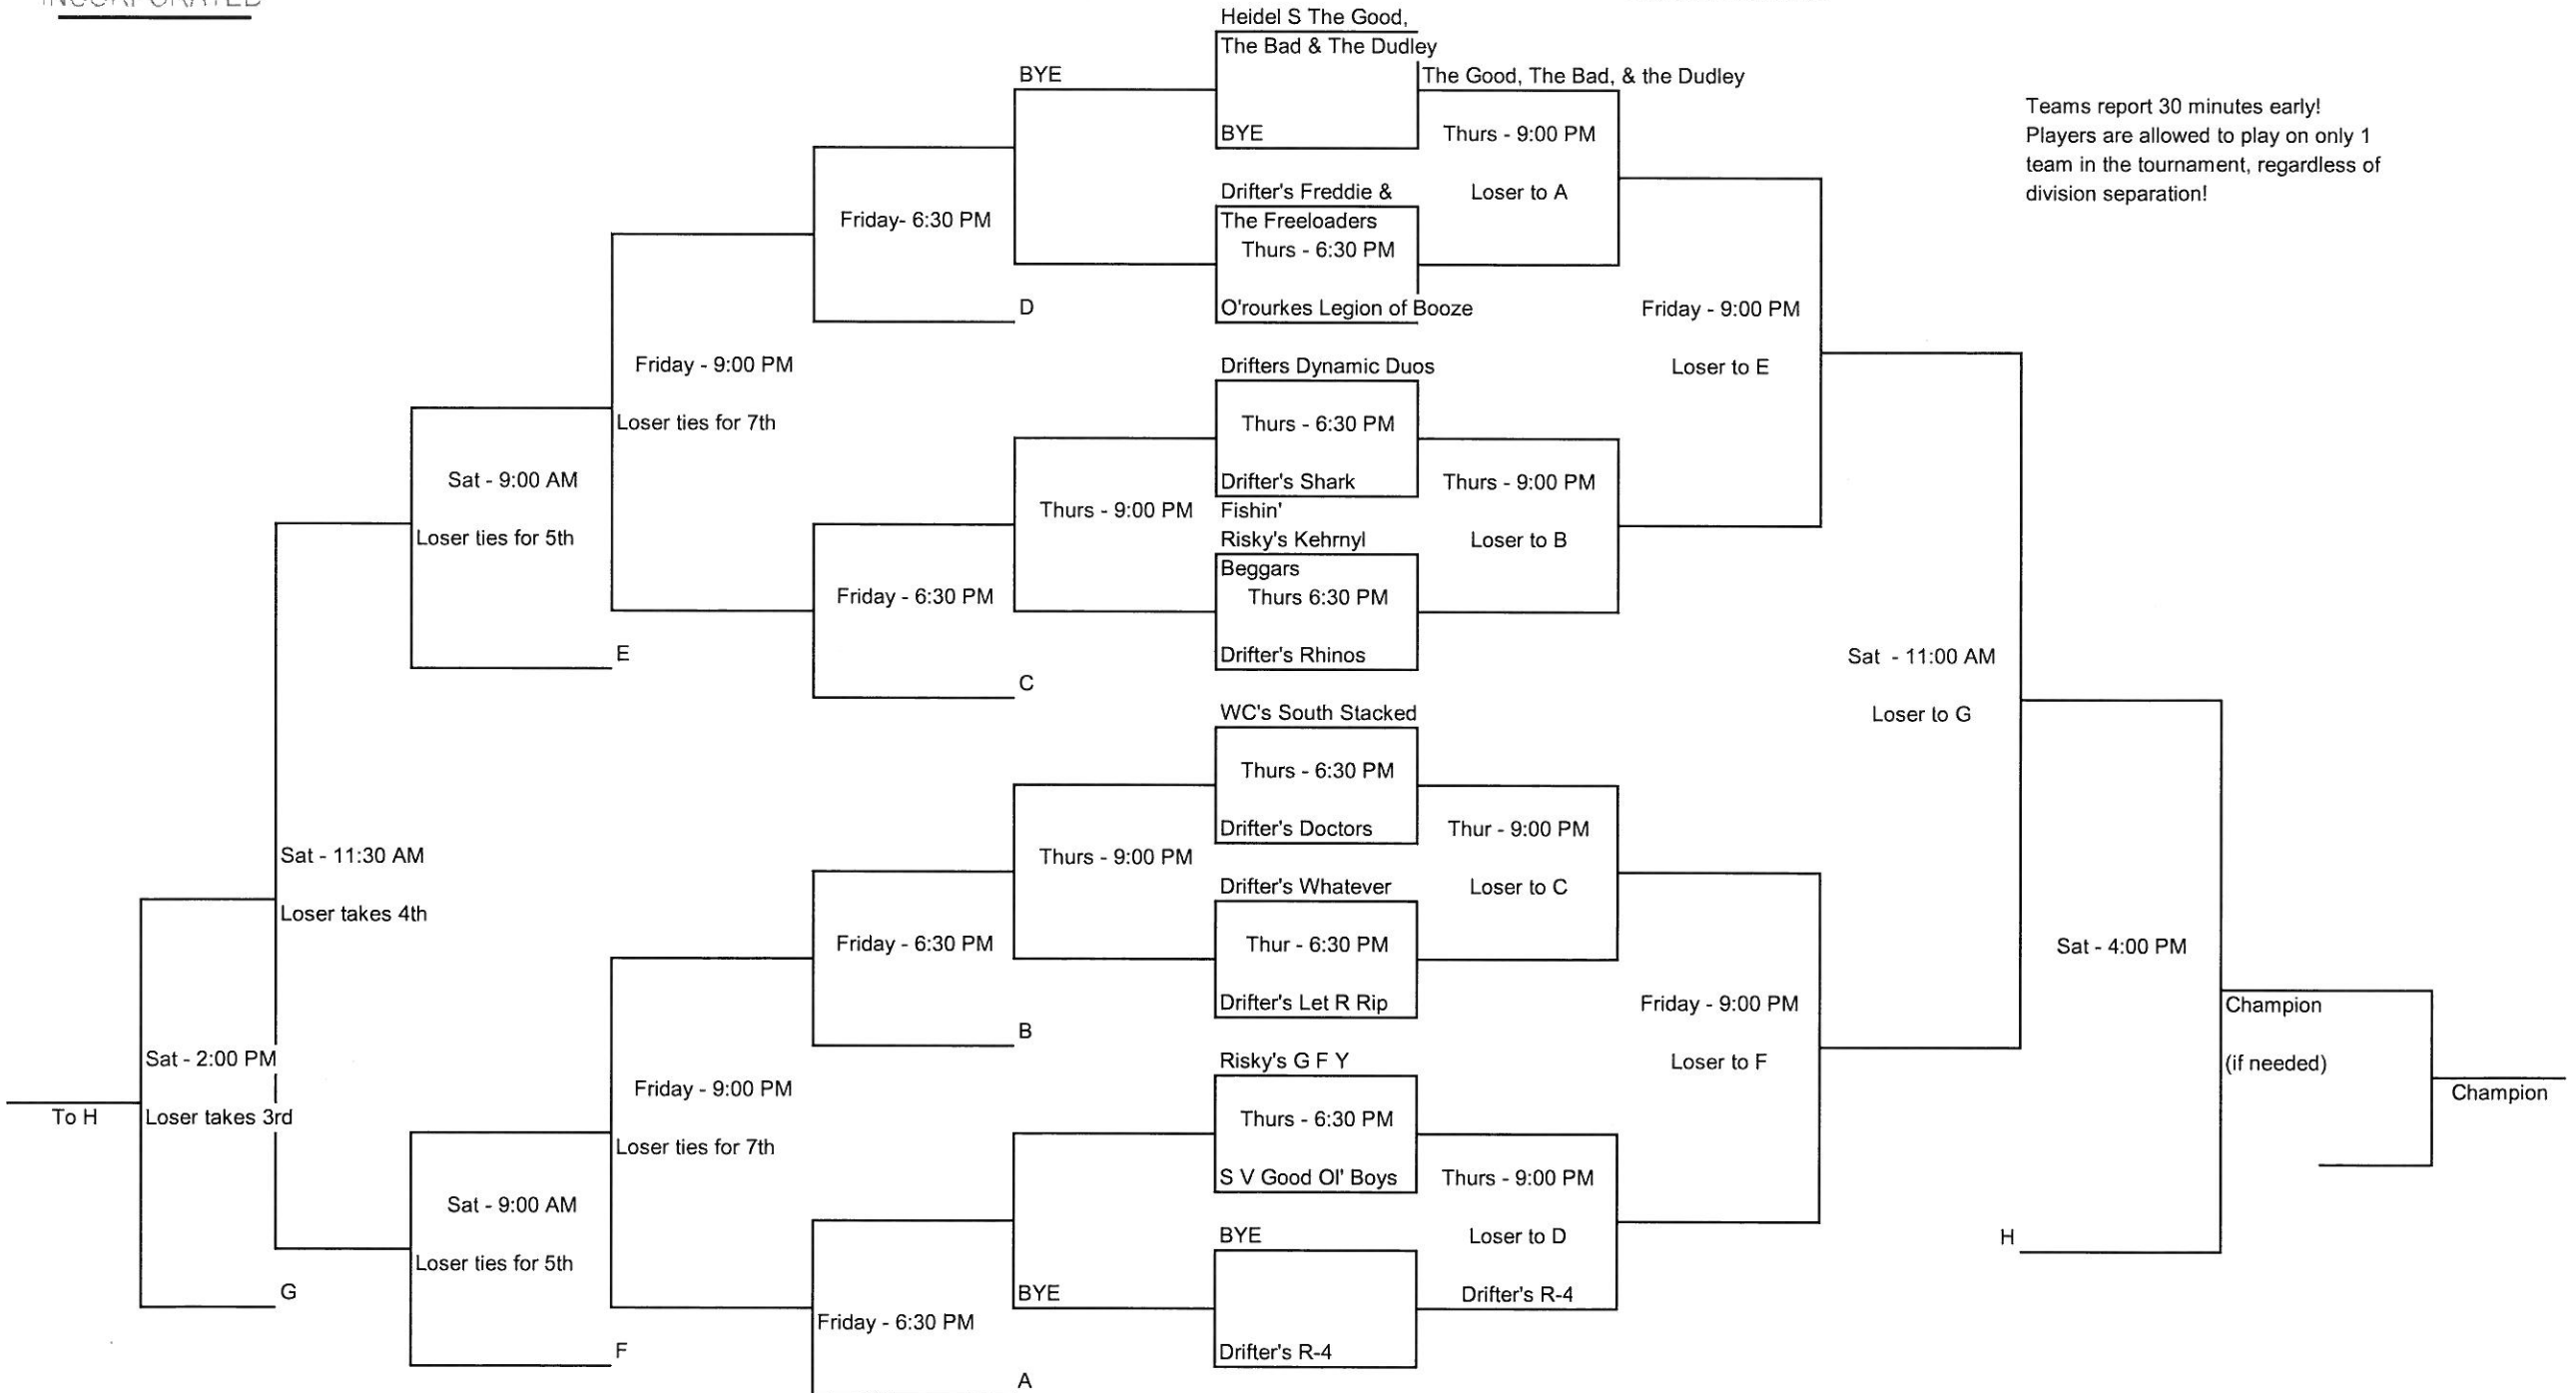 INCORPORATED
Heidel S The Good,
The Bad & The Dudley
BYE
The Good, The Bad, & the Dudley
Teams report 30 minutes early!
Players are allowed to play on only 1
team in the tournament, regardless of
division separation!
BYE
Thurs - 9:00 PM
Drifter's Freddie &
Loser to A
Friday- 6:30 PM
The Freeloaders
Thurs - 6:30 PM
D
O'rourkes Legion of Booze
Friday - 9:00 PM
Friday - 9:00 PM
Drifters Dynamic Duos
Loser to E
Loser ties for 7th
Thurs - 6:30 PM
Sat - 9:00 AM
Drifter's Shark
Thurs - 9:00 PM
Thurs - 9:00 PM
Fishin'
Loser ties for 5th
Risky's Kehrnyl
Loser to B
Beggars
Friday - 6:30 PM
Thurs 6:30 PM
E
Drifter's Rhinos
Sat - 11:00 AM
C
WC's South Stacked
Loser to G
Thurs - 6:30 PM
Drifter's Doctors
Thur - 9:00 PM
Sat - 11:30 AM
Thurs - 9:00 PM
Drifter's Whatever
Loser to C
Loser takes 4th
Friday - 6:30 PM
Thur - 6:30 PM
Sat - 4:00 PM
Drifter's Let R Rip
Friday - 9:00 PM
Champion
B
Sat - 2:00 PM
Risky's G F Y
Loser to F
(if needed)
Friday - 9:00 PM
Champion
To H
Loser takes 3rd
Thurs - 6:30 PM
Loser ties for 7th
S V Good Ol' Boys
Thurs - 9:00 PM
Sat - 9:00 AM
BYE
Loser to D
H
Loser ties for 5th
G
BYE
Drifter's R-4
Friday - 6:30 PM
F
Drifter's R-4
A